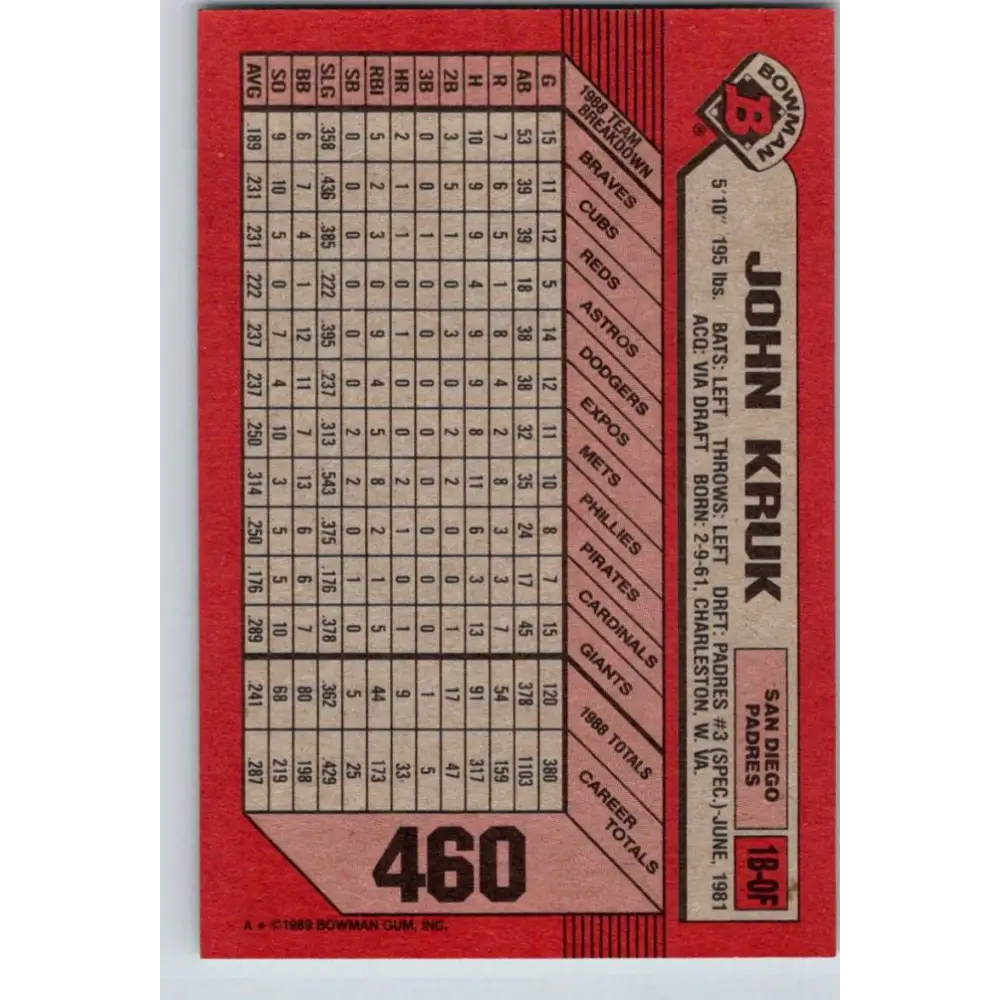 BOWMAN
B
®
JOHN KRUK
SAN DIEGO
PADRES
1B-OF
5'10" 195 lbs. BATS: LEFT THROWS: LEFT DRFT: PADRES #3 (SPEC.)-JUNE, 1981
ACQ: VIA DRAFT BORN: 2-9-61, CHARLESTON, W. VA.
1988 TEAM
BREAKDOWN
BRAVES
CUBS
REDS
ASTROS
DODGERS
EXPOS
METS
PHILLIES
PIRATES
CARDINALS
GIANTS
1988 TOTALS
CAREER
TOTALS
G 15 11 12 5 14 12 11 10 8 7 15 120 380
AB 53 39 39 18 38 38 32 35 24 17 45 378 1103
R 7 6 5 1 8 4 2 8 3 3 7 54 159
H 10 9 9 4 9 9 8 11 6 3 13 91 317
2B 3 5 1 0 3 0 2 2 0 0 1 17 47
3B 0 0 1 0 0 0 0 0 0 0 0 1 5
HR 2 1 1 0 1 0 0 2 1 0 1 9 33
RBI 5 2 3 0 9 4 5 8 2 1 5 44 173
SB 0 0 0 0 0 0 2 2 0 1 0 5 25
SLG .358 .436 .385 .222 .395 .237 .313 .543 .375 .176 .378 .362 .429
BB 6 7 4 1 12 11 7 13 6 6 7 80 198
SO 9 10 5 0 7 4 10 3 5 5 10 68 219
AVG .189 .231 .231 .222 .237 .237 .250 .314 .250 .176 .289 .241 .287
460
A * ©1989 BOWMAN GUM, INC.